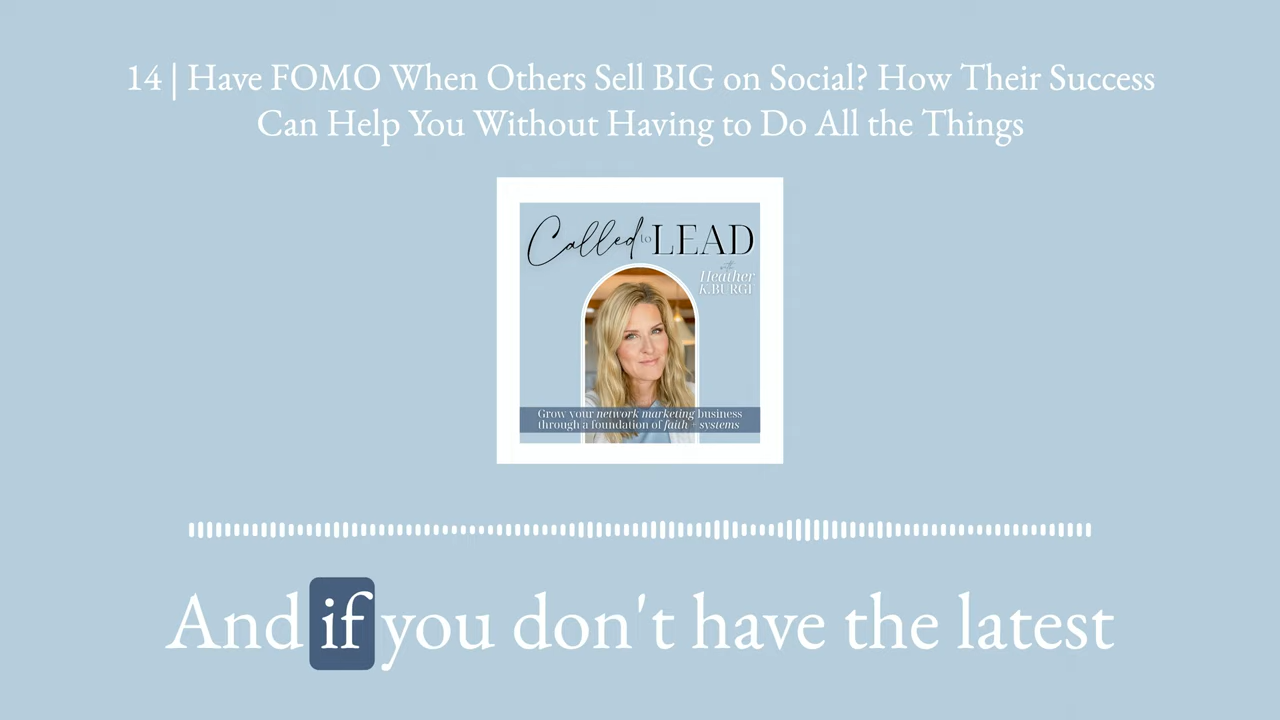 14 | Have FOMO When Others Sell BIG on Social? How Their Success
Can Help You Without Having to Do All the Things
Called to LEAD
with
Heather
K.BURGE
Grow your network marketing business
through a foundation of faith + systems
And if you don't have the latest